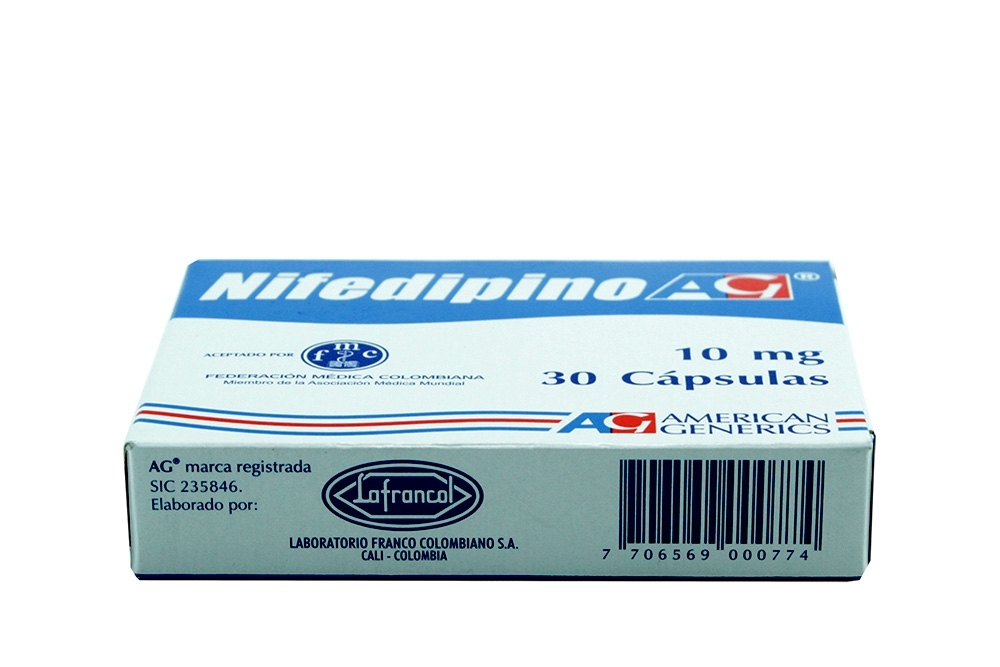 Nifedipino AG®
ACEPTADO POR fmc
FEDERACIÓN MÉDICA COLOMBIANA
Miembro de la Asociación Médica Mundial
10 mg
30 Cápsulas
AG AMERICAN
GENERICS
AG® marca registrada
SIC 235846.
Elaborado por:
Lafrancol
LABORATORIO FRANCO COLOMBIANO S.A.
CALI - COLOMBIA
7 706569 000774